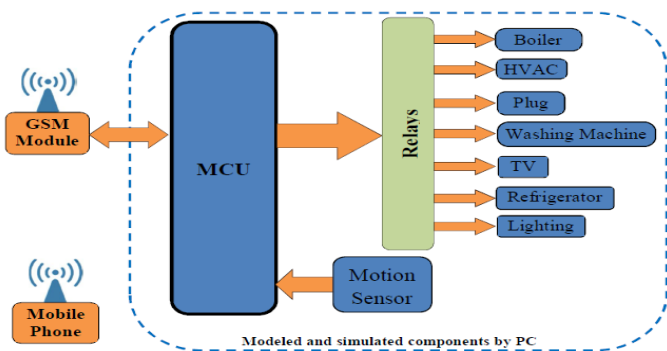 GSM
Module
Mobile
Phone
MCU
Relays
Motion
Sensor
Boiler
HVAC
Plug
Washing Machine
TV
Refrigerator
Lighting
Modeled and simulated components by PC